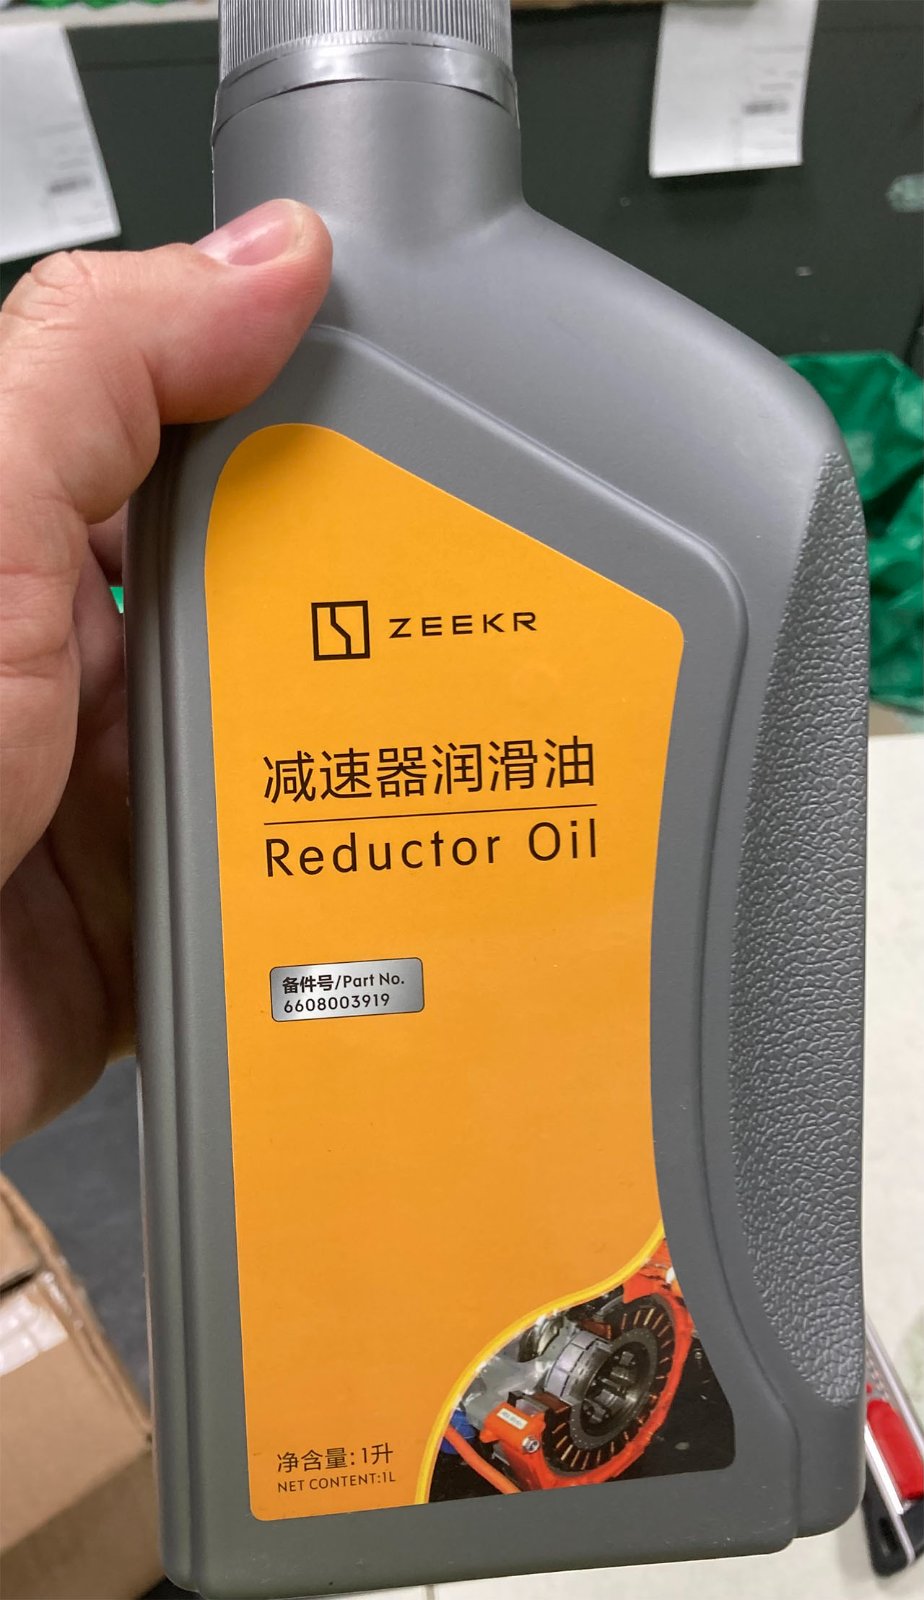 ZEEKR
减速器润滑油
Reductor Oil
备件号/Part No.
6608003919
净含量:1升
NET CONTENT:1L